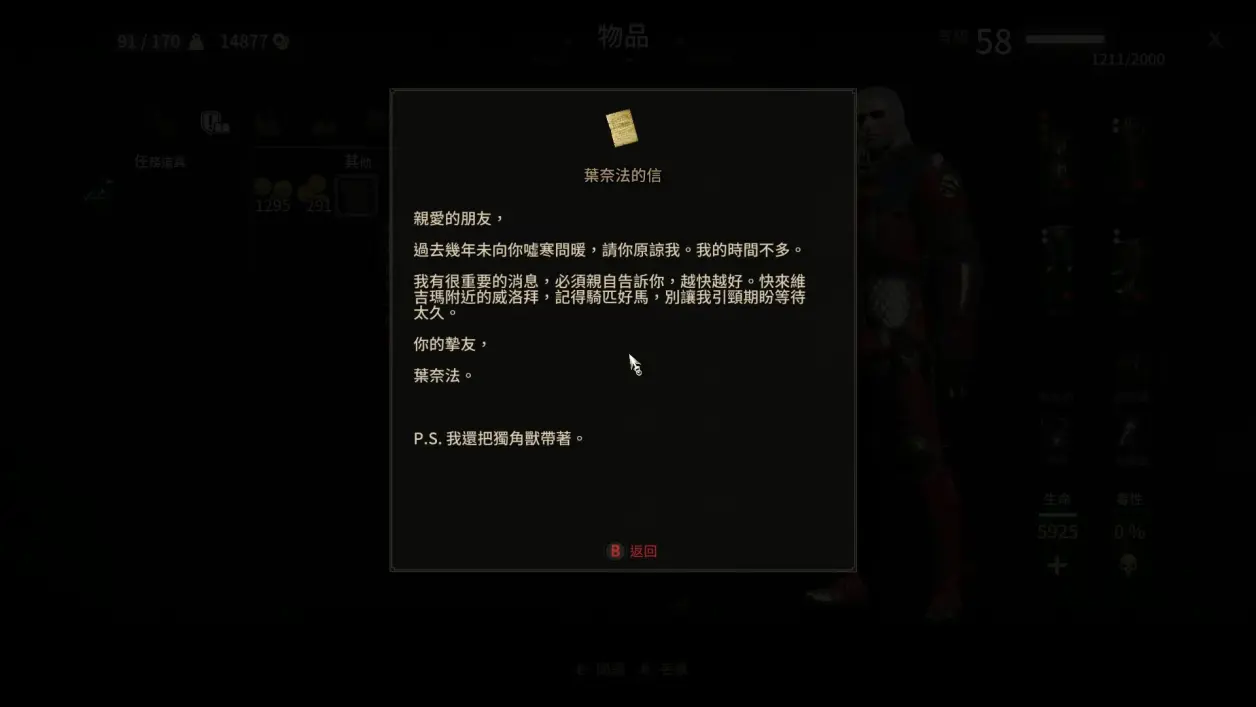 91 / 170
14877
物品
58
1211/2000
任務道具
其他
1295
291
葉奈法的信
親愛的朋友，
過去幾年未向你噓寒問暖，請你原諒我。我的時間不多。
我有很重要的消息，必須親自告訴你，越快越好。快來維
吉瑪附近的威洛拜，記得騎匹好馬，別讓我引頸期盼等待
太久。
你的摯友，
葉奈法。
P.S. 我還把獨角獸帶著。
B 返回
生命
毒性
5925
0 %